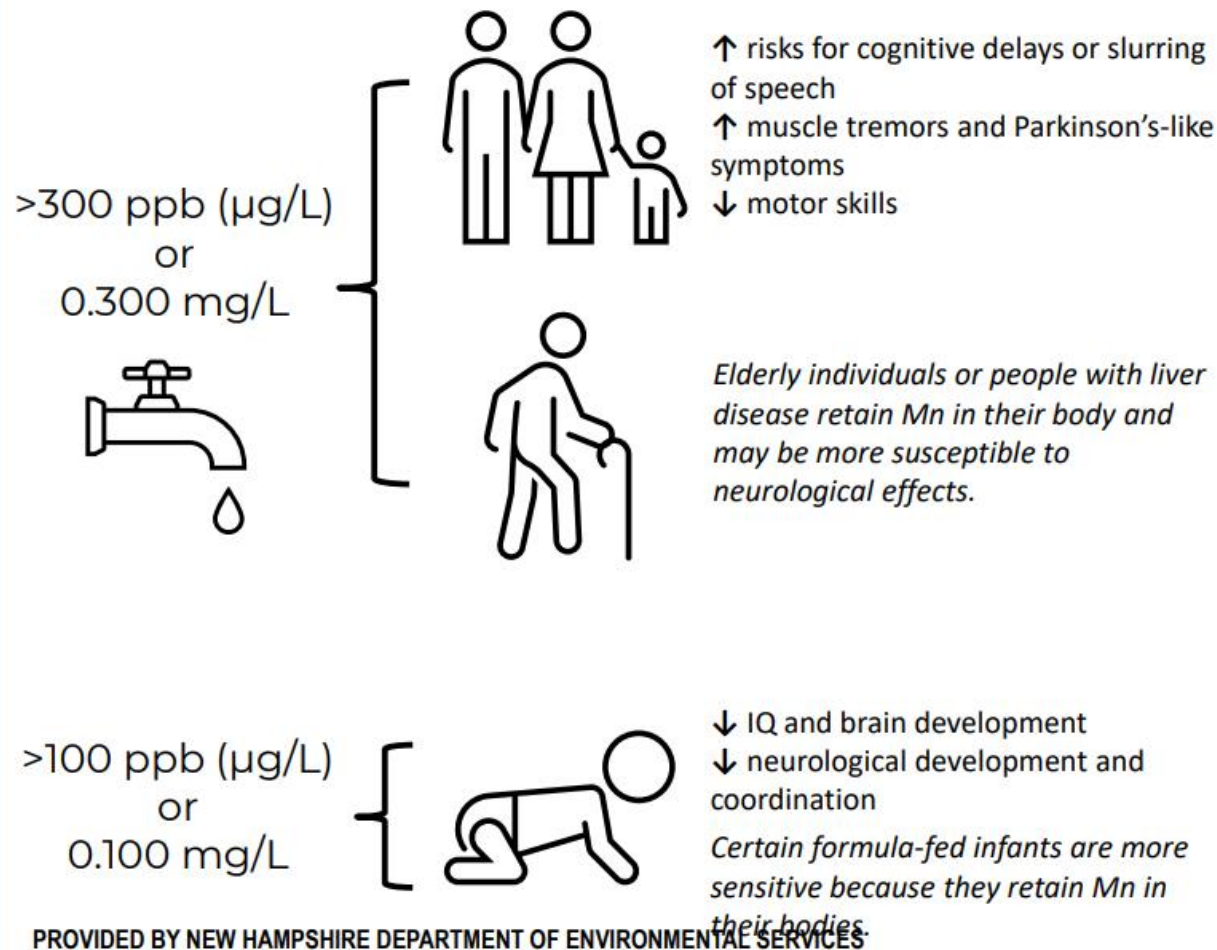 >300 ppb (µg/L)
or
0.300 mg/L
↑ risks for cognitive delays or slurring
of speech
↑ muscle tremors and Parkinson’s-like
symptoms
↓ motor skills
Elderly individuals or people with liver
disease retain Mn in their body and
may be more susceptible to
neurological effects.
>100 ppb (µg/L)
or
0.100 mg/L
↓ IQ and brain development
↓ neurological development and
coordination
Certain formula-fed infants are more
sensitive because they retain Mn in
their bodies.
PROVIDED BY NEW HAMPSHIRE DEPARTMENT OF ENVIRONMENTAL SERVICES